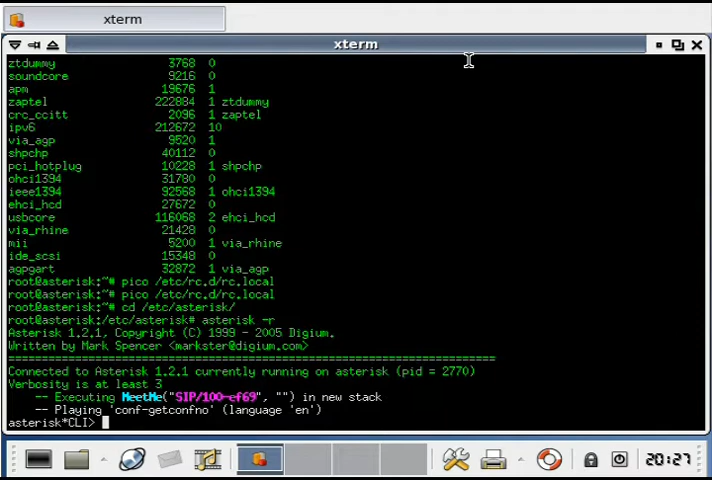 xterm
xterm
ztdummy 3768 0
soundcore 9216 0
apm 19676 1
zaptel 222884 1 ztdummy
crc_ccitt 2096 1 zaptel
ipv6 212672 10
via_agp 9520 1
shpchp 40112 0
pci_hotplug 10228 1 shpchp
ohci1394 31780 0
ieee1394 92568 1 ohci1394
ehci_hcd 27672 0
usbcore 116068 2 ehci_hcd
via_rhine 21428 0
mii 5200 1 via_rhine
ide_scsi 15348 0
agpgart 32872 1 via_agp
root@asterisk:~# pico /etc/rc.d/rc.local
root@asterisk:~# pico /etc/rc.d/rc.local
root@asterisk:~# cd /etc/asterisk/
root@asterisk:/etc/asterisk# asterisk -r
Asterisk 1.2.1, Copyright (C) 1999 - 2005 Digium.
Written by Mark Spencer <markster@digium.com>
=========================================================================
Connected to Asterisk 1.2.1 currently running on asterisk (pid = 2770)
Verbosity is at least 3
-- Executing MeetMe("SIP/100-ef69", "") in new stack
-- Playing 'conf-getconfno' (language 'en')
asterisk*CLI>
20:27